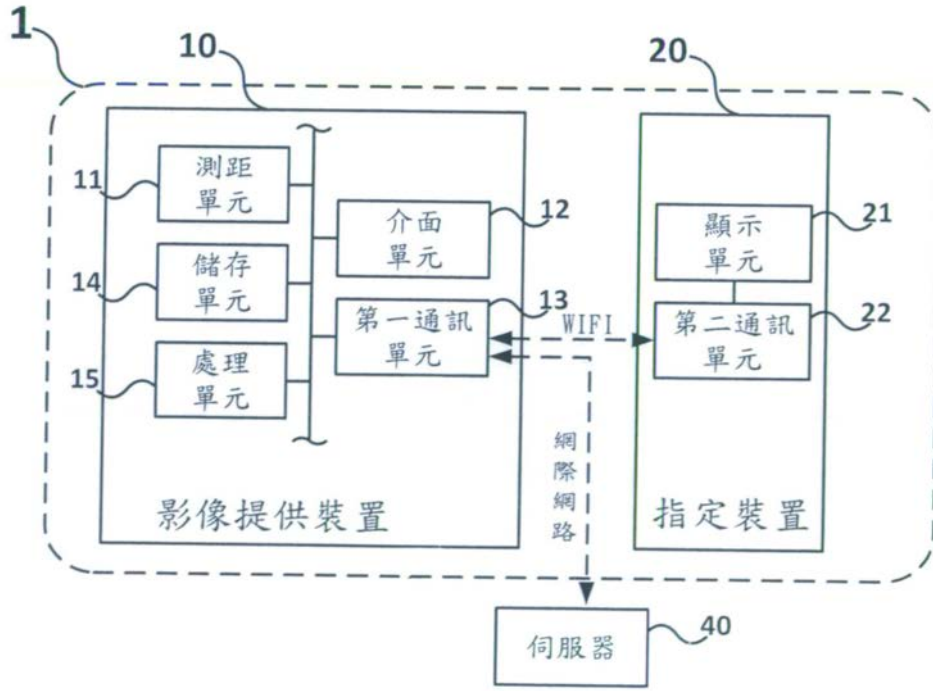 1
10
20
11
測距
單元
12
介面
單元
21
顯示
單元
14
儲存
單元
13
第一通訊
單元
WIFI
第二通訊
單元
22
15
處理
單元
網際網路
影像提供裝置
指定裝置
伺服器
40